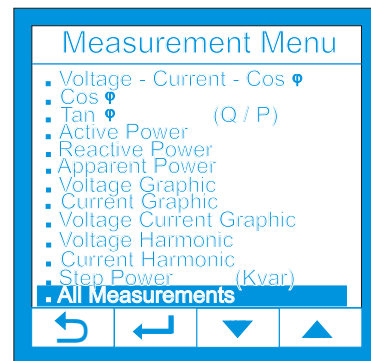 Measurement Menu
▪ Voltage - Current - Cos φ
▪ Cos φ
▪ Tan φ (Q / P)
▪ Active Power
▪ Reactive Power
▪ Apparent Power
▪ Voltage Graphic
▪ Current Graphic
▪ Voltage Current Graphic
▪ Voltage Harmonic
▪ Current Harmonic
▪ Step Power (Kvar)
▪ All Measurements